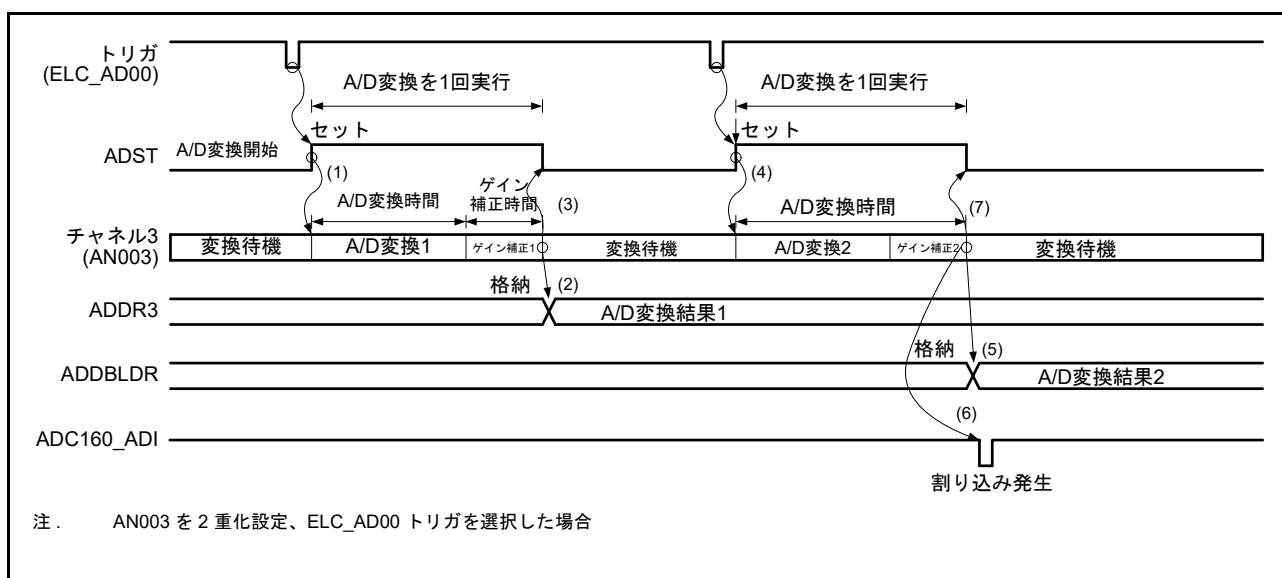 トリガ
(ELC_AD00)
A/D変換を1回実行
A/D変換を1回実行
セット
セット
ADST
A/D変換開始
(1)
(4)
A/D変換時間
ゲイン
補正時間
(3)
A/D変換時間
(7)
チャネル3
(AN003)
変換待機
A/D変換1
ゲイン補正1
変換待機
A/D変換2
ゲイン補正2
変換待機
格納
(2)
ADDR3
A/D変換結果1
格納
(5)
ADDBLDR
A/D変換結果2
(6)
ADC160_ADI
割り込み発生
注 . AN003 を 2 重化設定、ELC_AD00 トリガを選択した場合